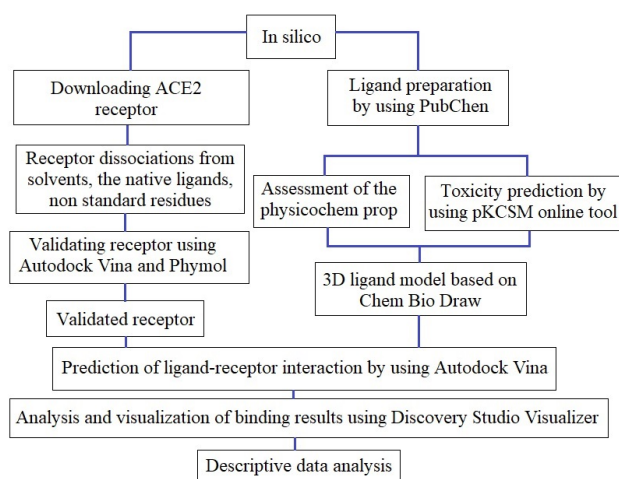 In silico
Downloading ACE2
receptor
Ligand preparation
by using PubChen
Receptor dissociations from
solvents, the native ligands,
non standard residues
Assessment of the
physicochem prop
Toxicity prediction by
using pKCSM online tool
Validating receptor using
Autodock Vina and Phymol
3D ligand model based on
Chem Bio Draw
Validated receptor
Prediction of ligand-receptor interaction by using Autodock Vina
Analysis and visualization of binding results using Discovery Studio Visualizer
Descriptive data analysis